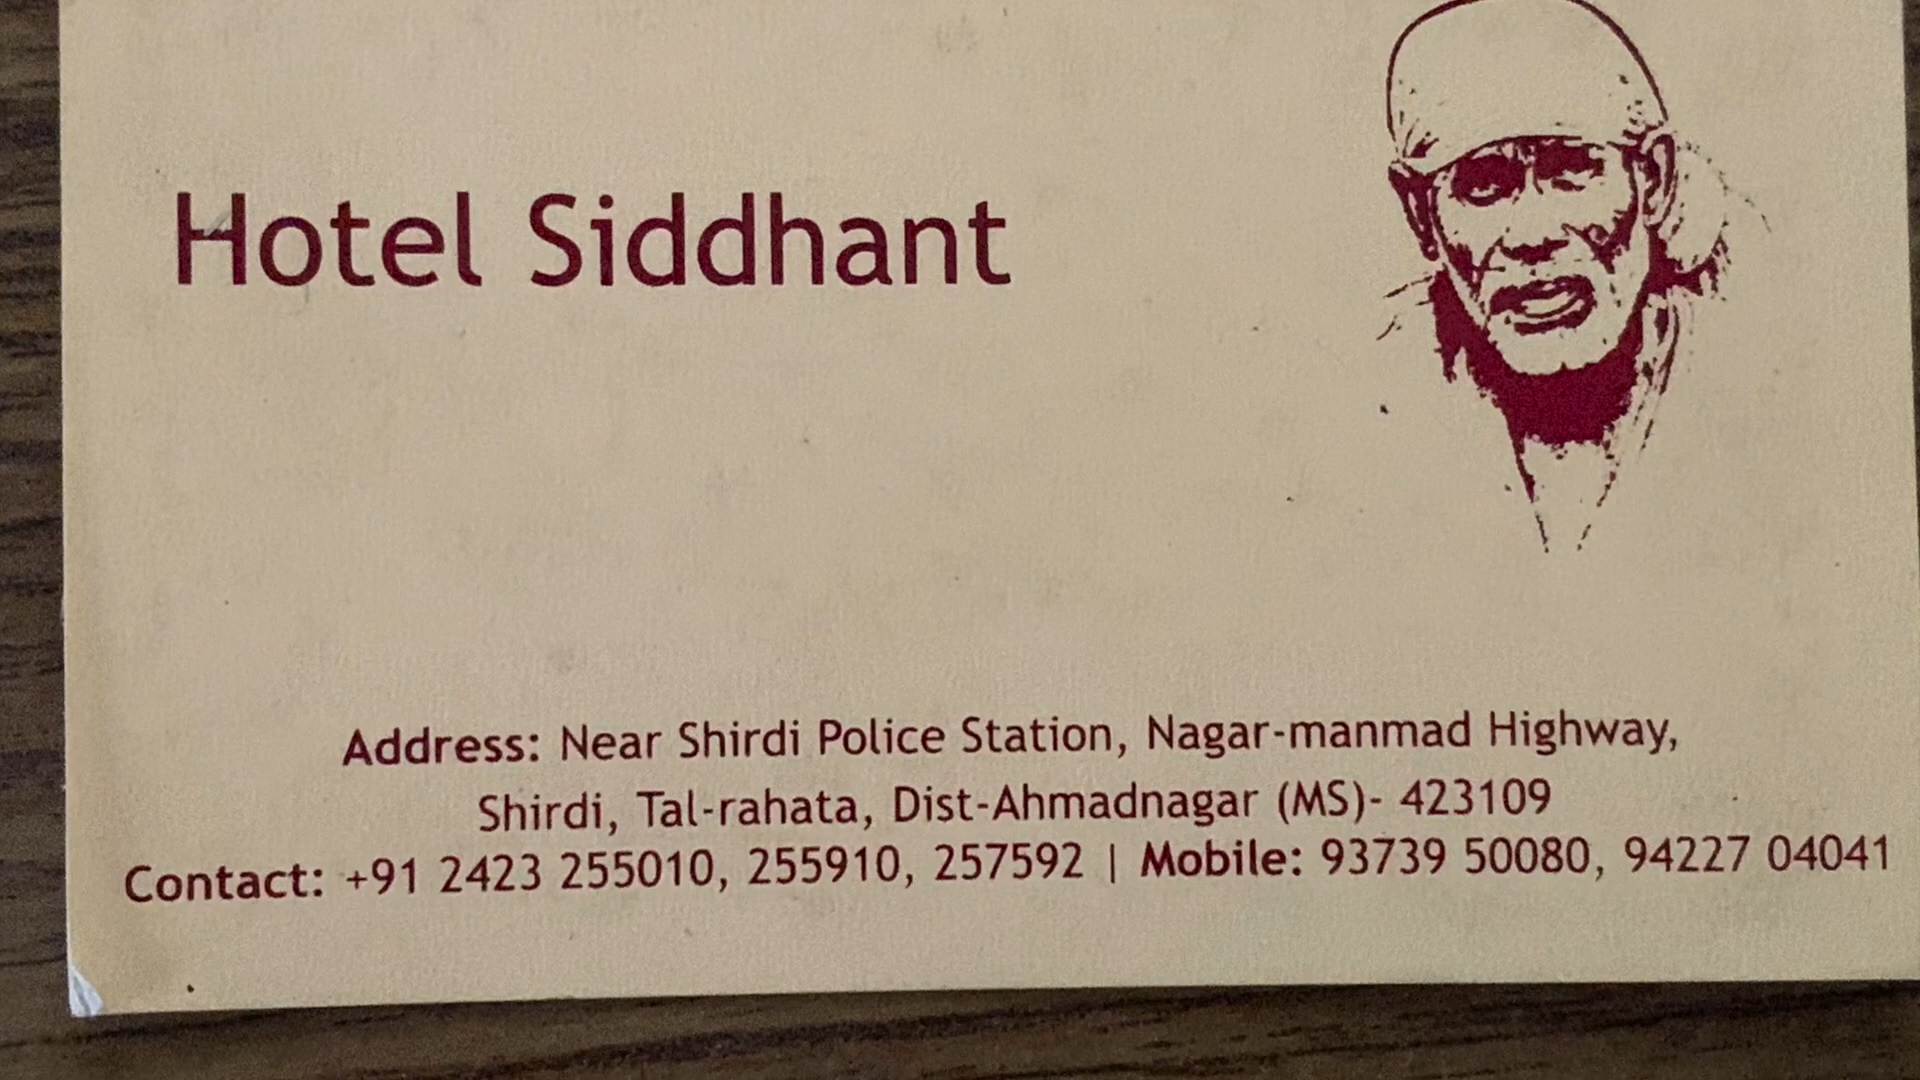 Hotel Siddhant
Address: Near Shirdi Police Station, Nagar-manmad Highway,
Shirdi, Tal-rahata, Dist-Ahmadnagar (MS)- 423109
Contact: +91 2423 255010, 255910, 257592 | Mobile: 93739 50080, 94227 04041